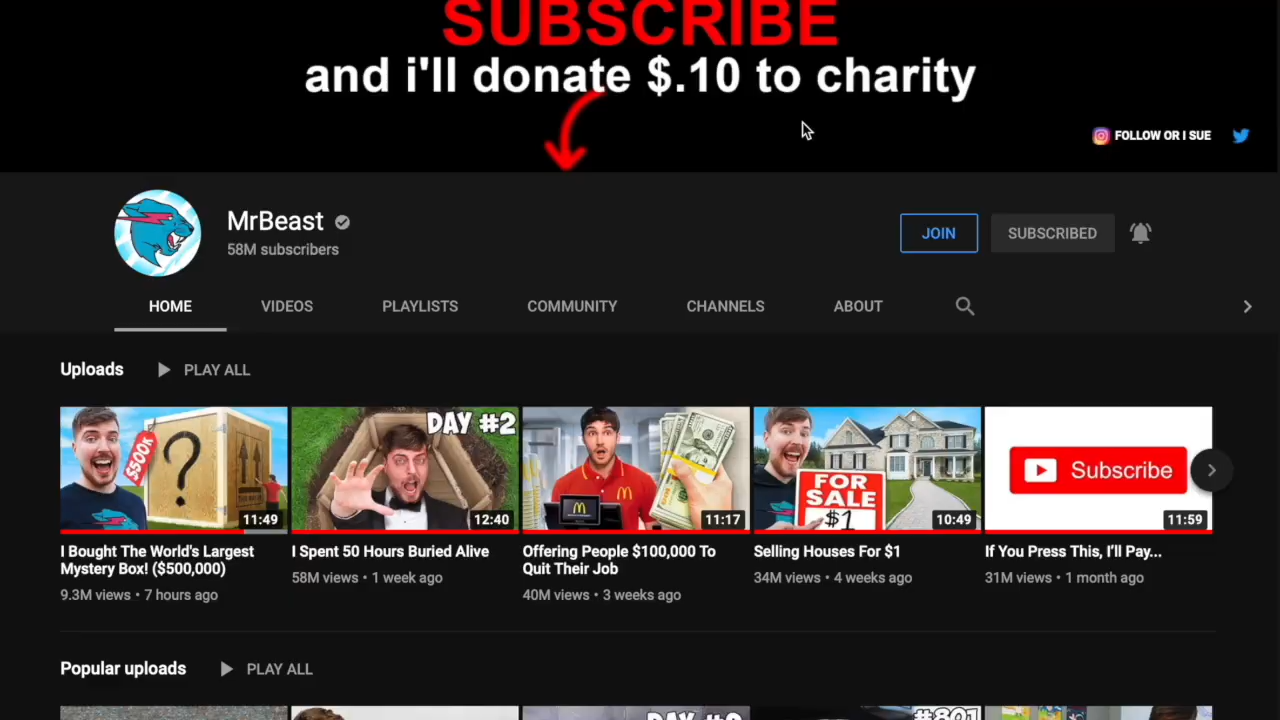 SUBSCRIBE
and i'll donate $.10 to charity
FOLLOW OR I SUE
MrBeast
58M subscribers
JOIN
SUBSCRIBED
HOME
VIDEOS
PLAYLISTS
COMMUNITY
CHANNELS
ABOUT
Uploads
PLAY ALL
$500K
11:49
DAY #2
12:40
11:17
FOR
SALE
$1
10:49
Subscribe
11:59
I Bought The World's Largest
Mystery Box! ($500,000)
9.3M views • 7 hours ago
I Spent 50 Hours Buried Alive
58M views • 1 week ago
Offering People $100,000 To
Quit Their Job
40M views • 3 weeks ago
Selling Houses For $1
34M views • 4 weeks ago
If You Press This, I'll Pay...
31M views • 1 month ago
Popular uploads
PLAY ALL
#801